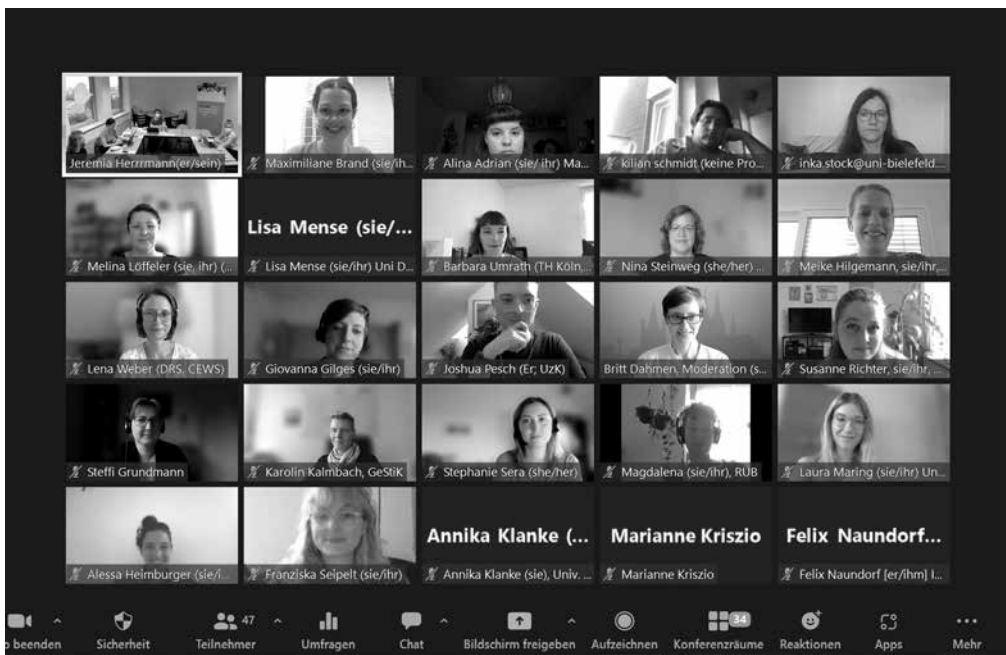 Jeremia Herrrmann(er/sein)
Maximiliane Brand (sie/ih...
Alina Adrian (sie/ ihr) Ma...
kilian schmidt (keine Pro...
inka.stock@uni-bielefeld...
Melina Löffeler (sie, ihr) (...
Lisa Mense (sie/...
Lisa Mense (sie/ihr) Uni D...
Barbara Umrath (TH Köln,...
Nina Steinweg (she/her) ...
Meike Hilgemann, sie/ihr,...
Lena Weber (DRS, CEWS)
Giovanna Gilges (sie/ihr)
Joshua Pesch (Er; UzK)
Britt Dahmen, Moderation (s...
Susanne Richter, sie/ihr, ...
Steffi Grundmann
Karolin Kalmbach, GeStiK
Stephanie Sera (she/her)
Magdalena (sie/ihr), RUB
Laura Maring (sie/ihr) Un...
Alessa Heimburger (sie/i...
Franziska Seipelt (sie/ihr)
Annika Klanke (...
Annika Klanke (sie), Univ. ...
Marianne Kriszio
Marianne Kriszio
Felix Naundorf...
Felix Naundorf [er/ihm] I...
47
34
o beenden
Sicherheit
Teilnehmer
Umfragen
Chat
Bildschirm freigeben
Aufzeichnen
Konferenzräume
Reaktionen
Apps
Mehr